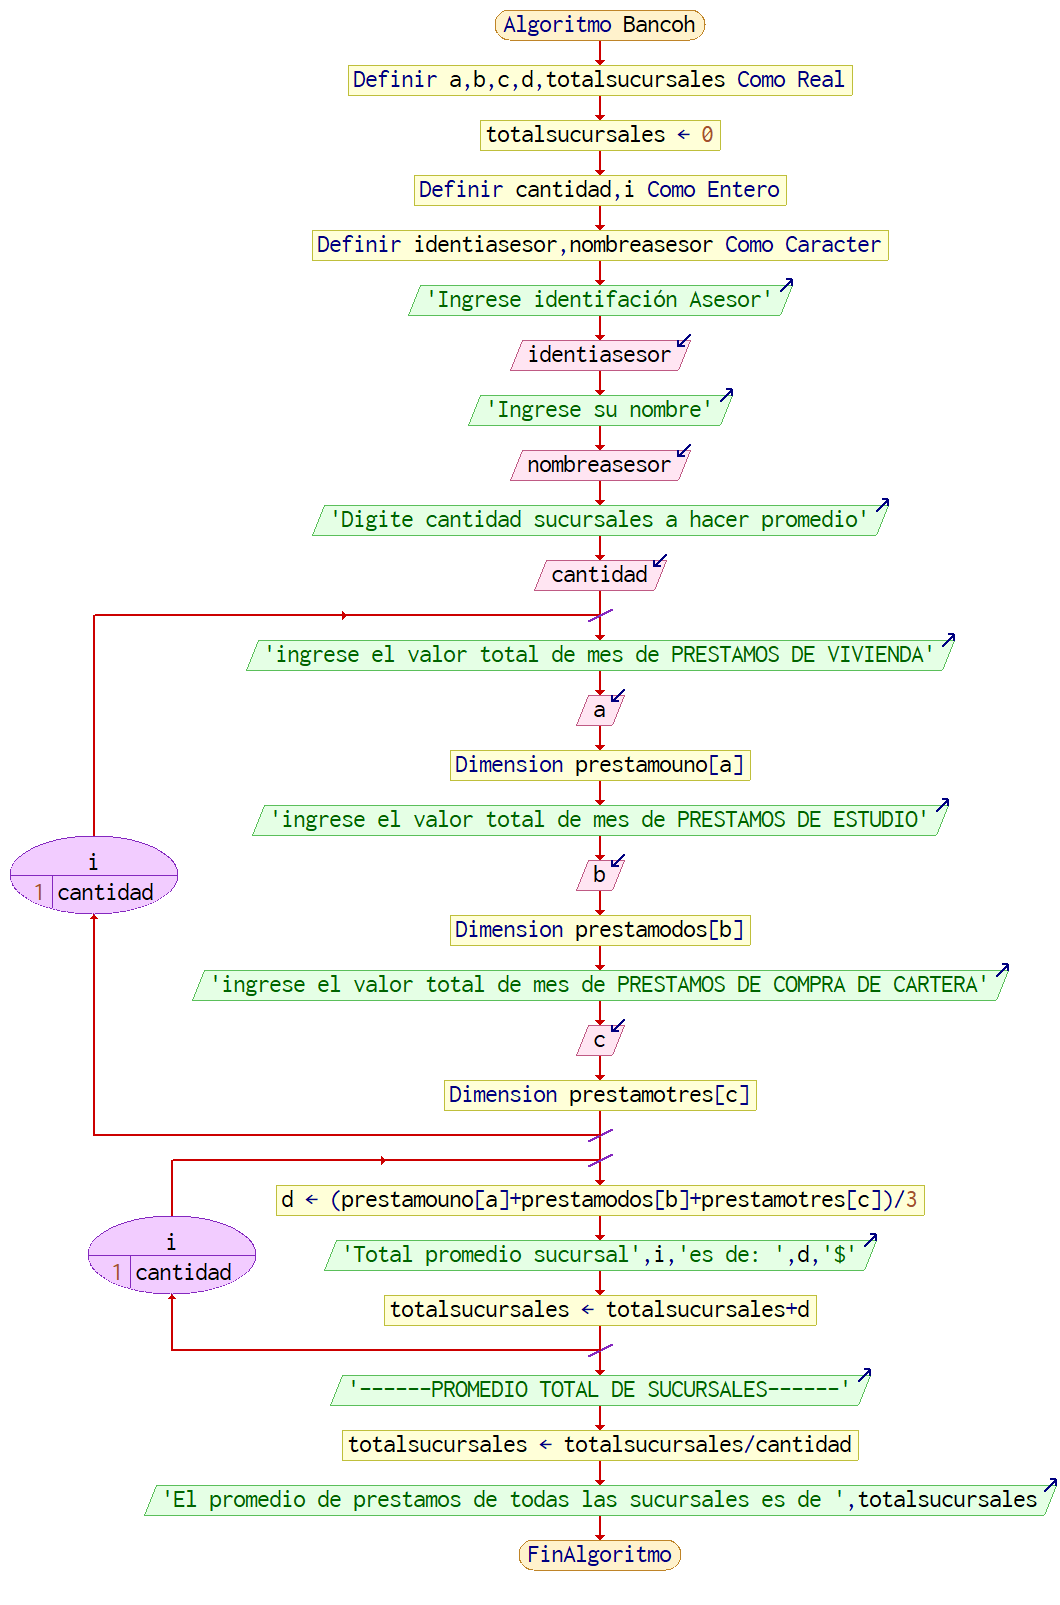 Algoritmo Bancoh
Definir a,b,c,d,totalsucursales Como Real
totalsucursales ← 0
Definir cantidad,i Como Entero
Definir identiasesor,nombreasesor Como Caracter
'Ingrese identifación Asesor'
identiasesor
'Ingrese su nombre'
nombreasesor
'Digite cantidad sucursales a hacer promedio'
cantidad
'ingrese el valor total de mes de PRESTAMOS DE VIVIENDA'
a
Dimension prestamouno[a]
'ingrese el valor total de mes de PRESTAMOS DE ESTUDIO'
i
1 cantidad
b
Dimension prestamodos[b]
'ingrese el valor total de mes de PRESTAMOS DE COMPRA DE CARTERA'
c
Dimension prestamotres[c]
d ← (prestamouno[a]+prestamodos[b]+prestamotres[c])/3
i
1 cantidad
'Total promedio sucursal',i,'es de: ',d,'$'
totalsucursales ← totalsucursales+d
'------PROMEDIO TOTAL DE SUCURSALES------'
totalsucursales ← totalsucursales/cantidad
'El promedio de prestamos de todas las sucursales es de ',totalsucursales
FinAlgoritmo